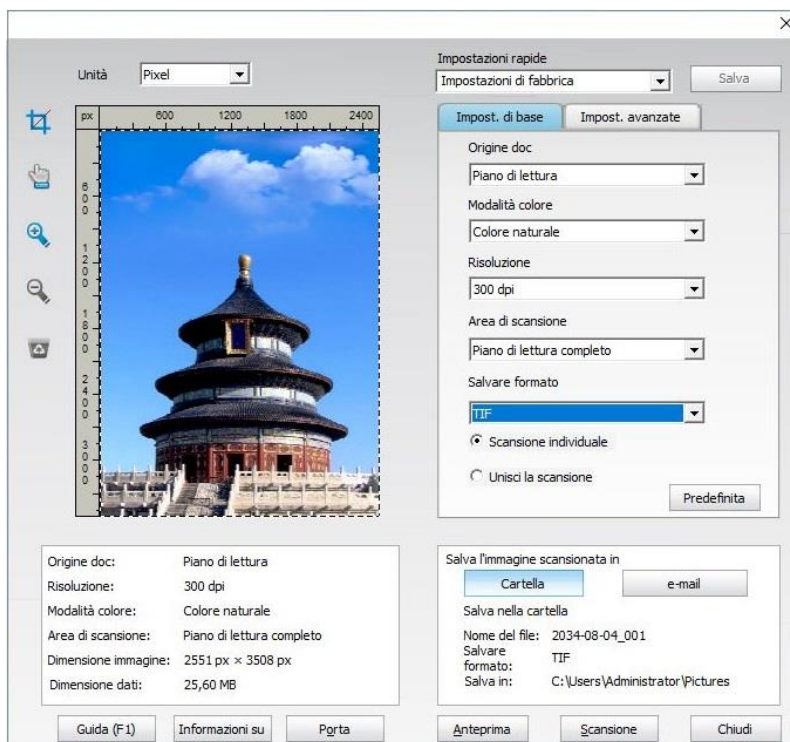 Unità
Pixel
Impostazioni rapide
Impostazioni di fabbrica
Salva
px
600
1200
1800
2400
600
1200
1800
2400
3000
Impost. di base
Impost. avanzate
Origine doc
Piano di lettura
Modalità colore
Colore naturale
Risoluzione
300 dpi
Area di scansione
Piano di lettura completo
Salvare formato
TIF
Scansione individuale
Unisci la scansione
Predefinita
Origine doc: Piano di lettura
Risoluzione: 300 dpi
Modalità colore: Colore naturale
Area di scansione: Piano di lettura completo
Dimensione immagine: 2551 px × 3508 px
Dimensione dati: 25,60 MB
Salva l'immagine scansionata in
Cartella
e-mail
Salva nella cartella
Nome del file: 2034-08-04_001
Salvare
formato: TIF
Salva in: C:\Users\Administrator\Pictures
Guida (F1)
Informazioni su
Porta
Anteprima
Scansione
Chiudi